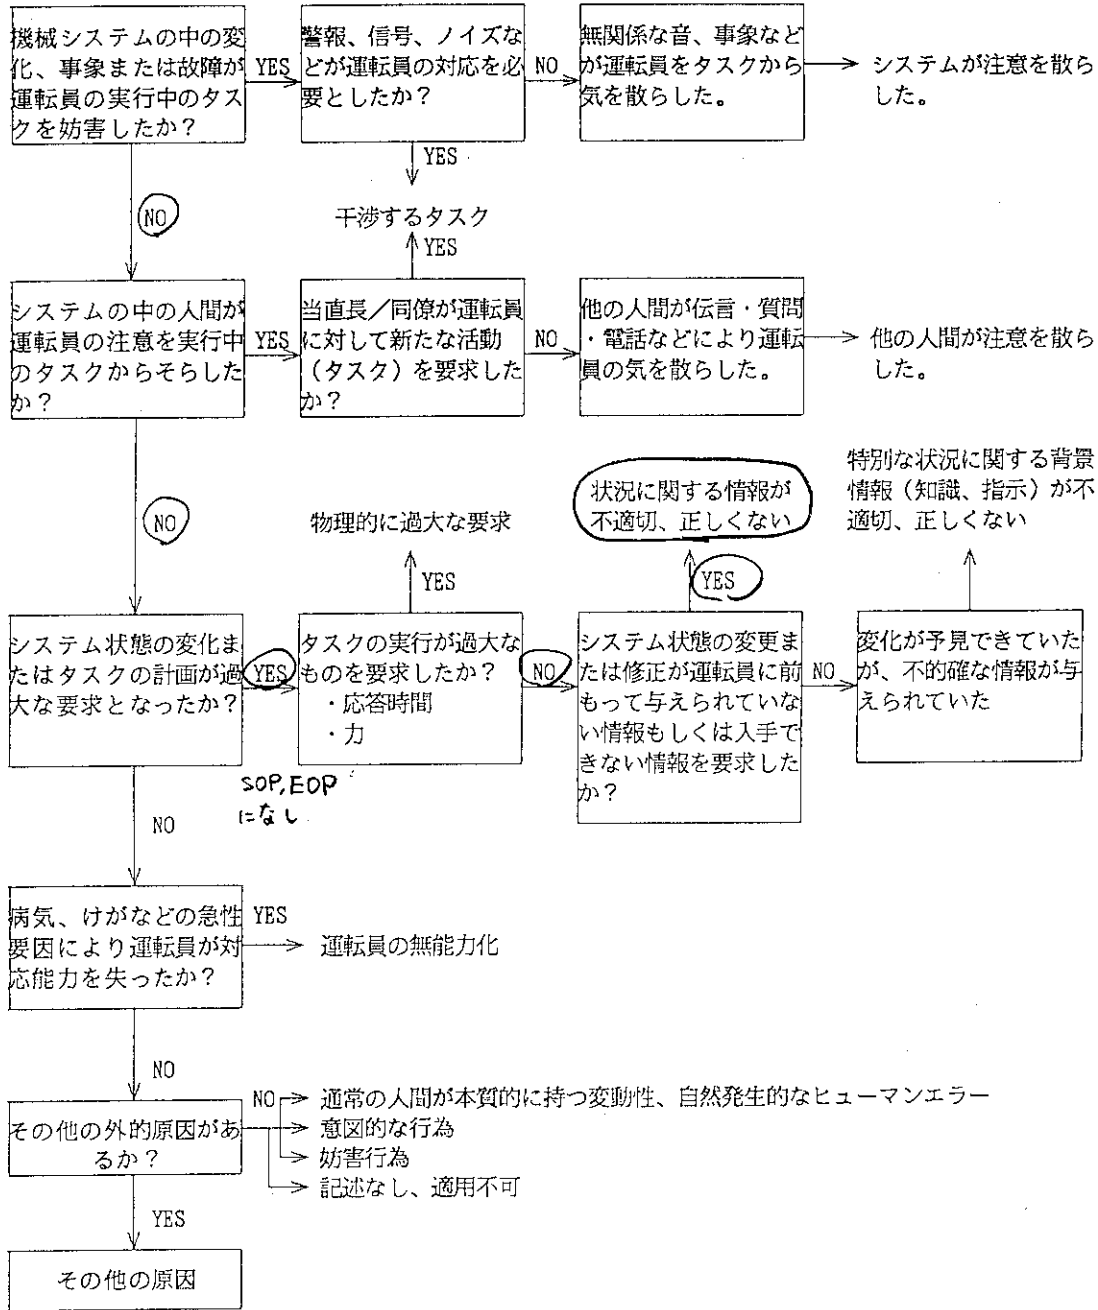 機械システムの中の変
化、事象または故障が
運転員の実行中のタス
クを妨害したか？
YES
警報、信号、ノイズな
どが運転員の対応を必
要としたか？
NO
無関係な音、事象など
が運転員をタスクから
気を散らした。
システムが注意を散ら
した。
YES
NO
干渉するタスク
YES
システムの中の人間が
運転員の注意を実行中
のタスクからそらした
か？
YES
当直長／同僚が運転員
に対して新たな活動
（タスク）を要求した
か？
NO
他の人間が伝言・質問
・電話などにより運転
員の気を散らした。
他の人間が注意を散ら
した。
NO
物理的に過大な要求
状況に関する情報が
不適切、正しくない
特別な状況に関する背景
情報（知識、指示）が不
適切、正しくない
YES
YES
システム状態の変化ま
たはタスクの計画が過
大な要求となったか？
YES
タスクの実行が過大な
ものを要求したか？
・応答時間
・力
NO
システム状態の変更ま
たは修正が運転員に前
もって与えられていな
い情報もしくは入手で
きない情報を要求した
か？
NO
変化が予見できていた
が、不的確な情報が与
えられていた
SOP,EOP
になし
NO
病気、けがなどの急性
要因により運転員が対
応能力を失ったか？
YES
運転員の無能力化
NO
その他の外的原因があ
るか？
NO
通常の人間が本質的に持つ変動性、自然発生的なヒューマンエラー
意図的な行為
妨害行為
記述なし、適用不可
YES
その他の原因